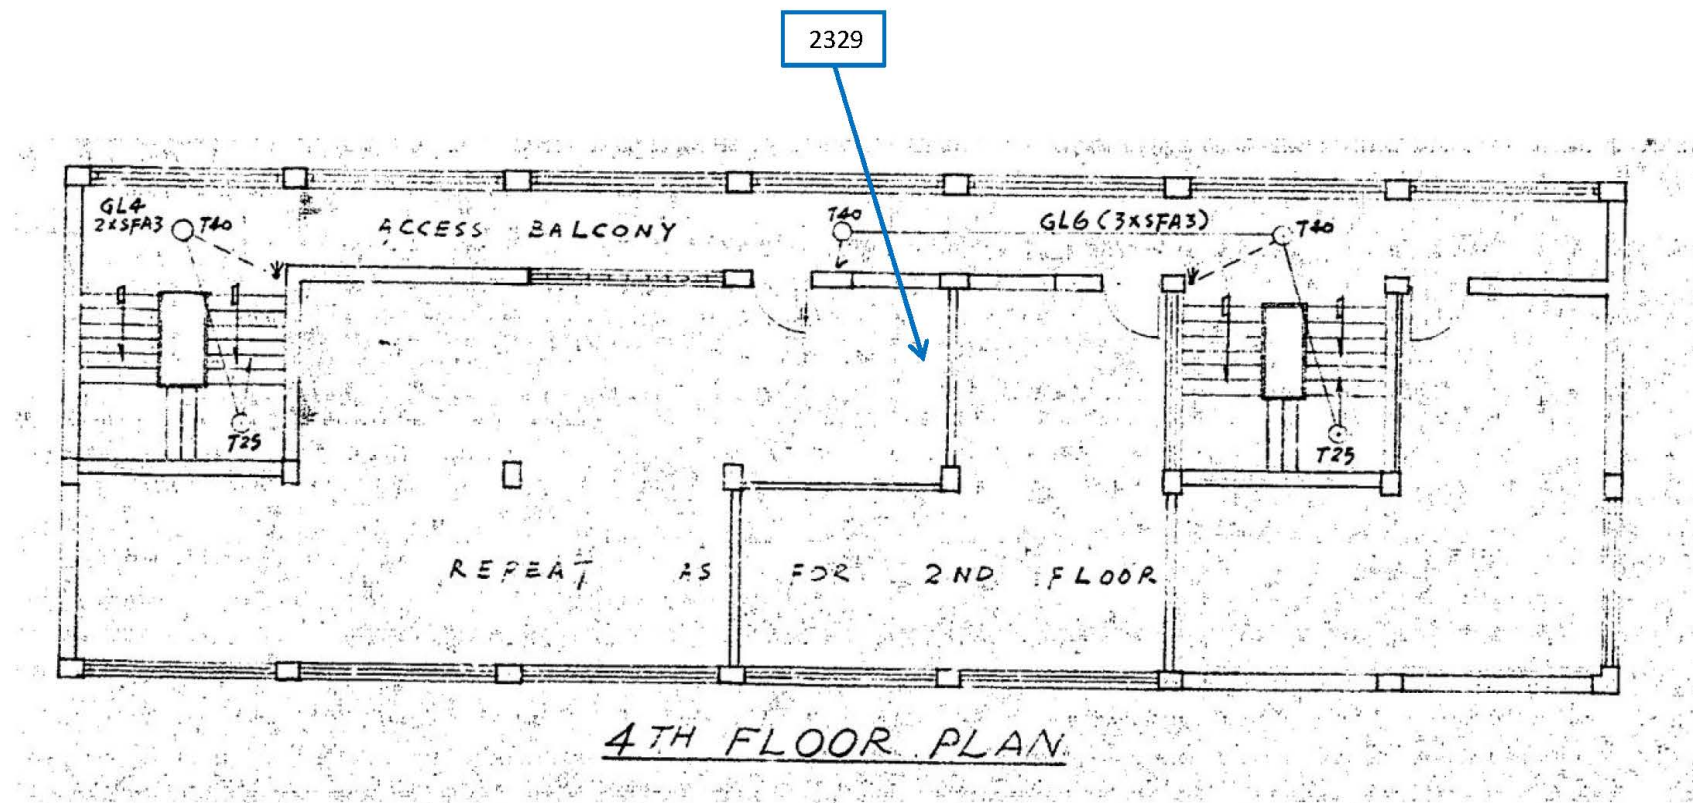 2329
GL4
2xSFA3
T40
ACCESS BALCONY
T40
GL6 (3xSFA3)
T40
T25
T25
REPEAT AS FOR 2ND FLOOR
4TH FLOOR PLAN